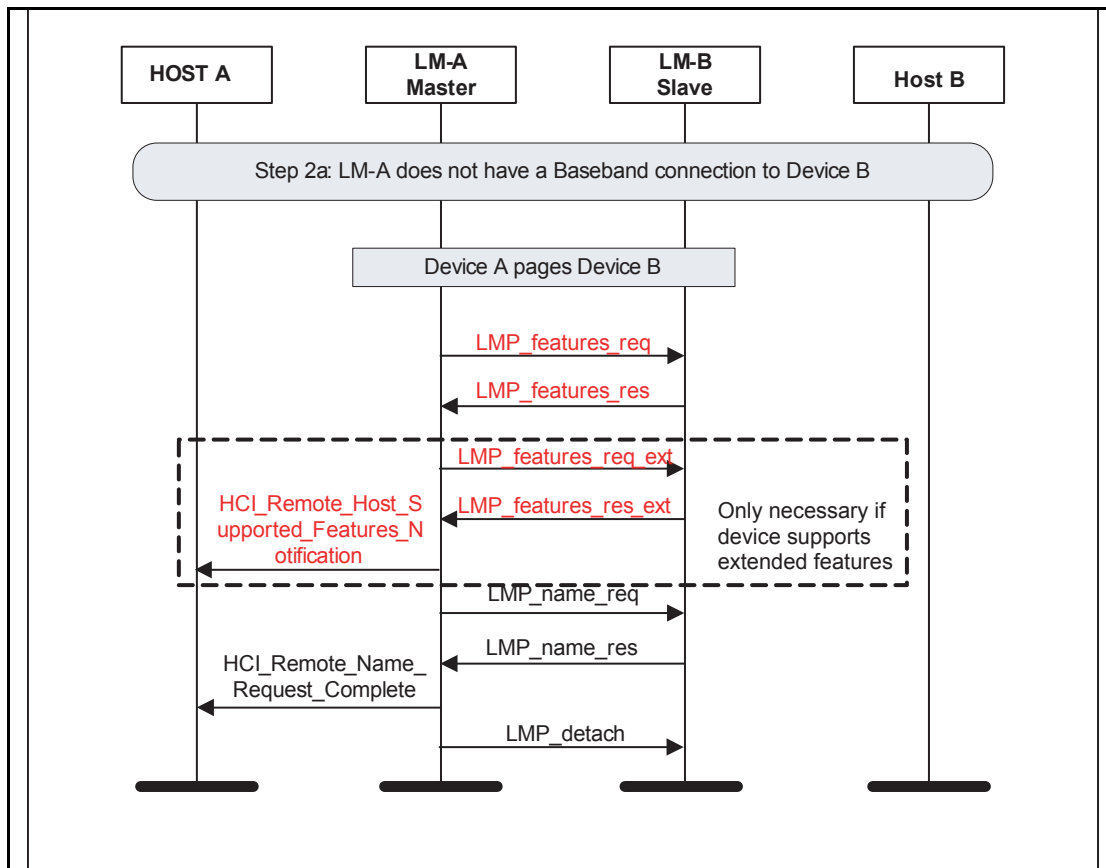 HOST A
LM-A
Master
LM-B
Slave
Host B
Step 2a: LM-A does not have a Baseband connection to Device B
Device A pages Device B
LMP_features_req
LMP_features_res
LMP_features_req_ext
HCI_Remote_Host_S
upported_Features_N
otification
LMP_features_res_ext
Only necessary if
device supports
extended features
LMP_name_req
LMP_name_res
HCI_Remote_Name_
Request_Complete
LMP_detach